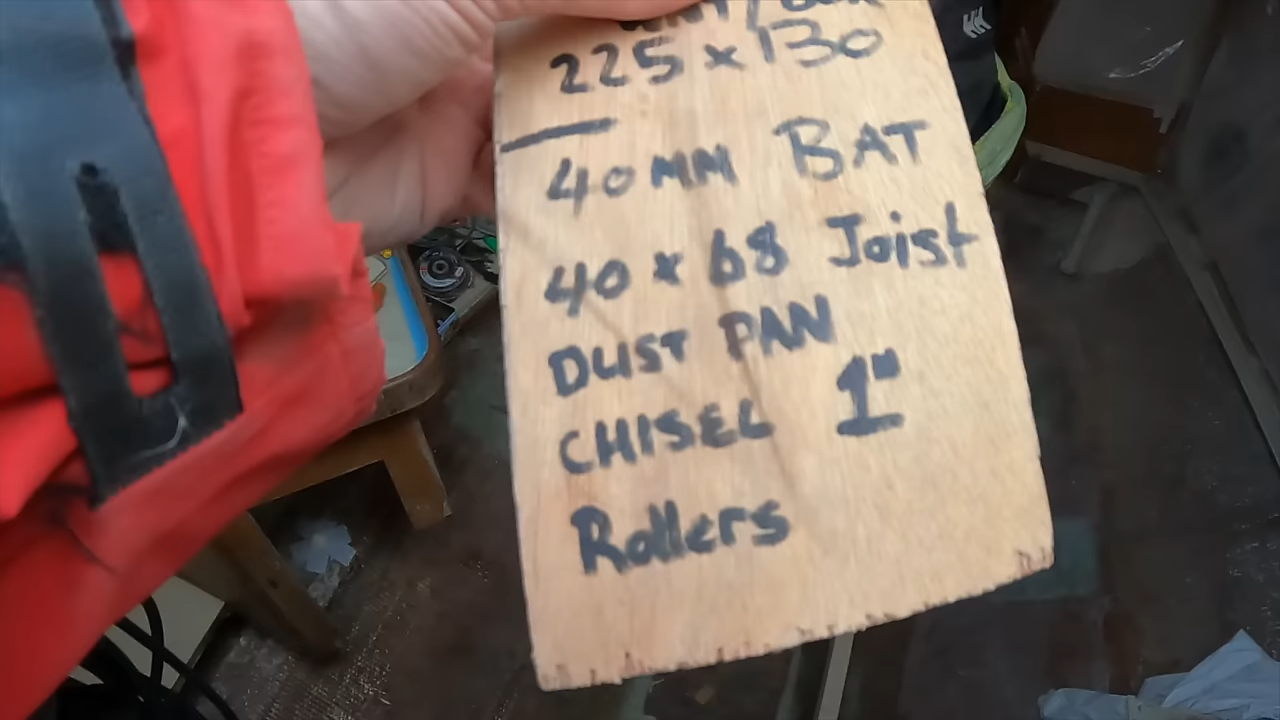 225 x 130
40MM BAT
40 x 68 Joist
DUST PAN
CHISEL 1"
Rollers